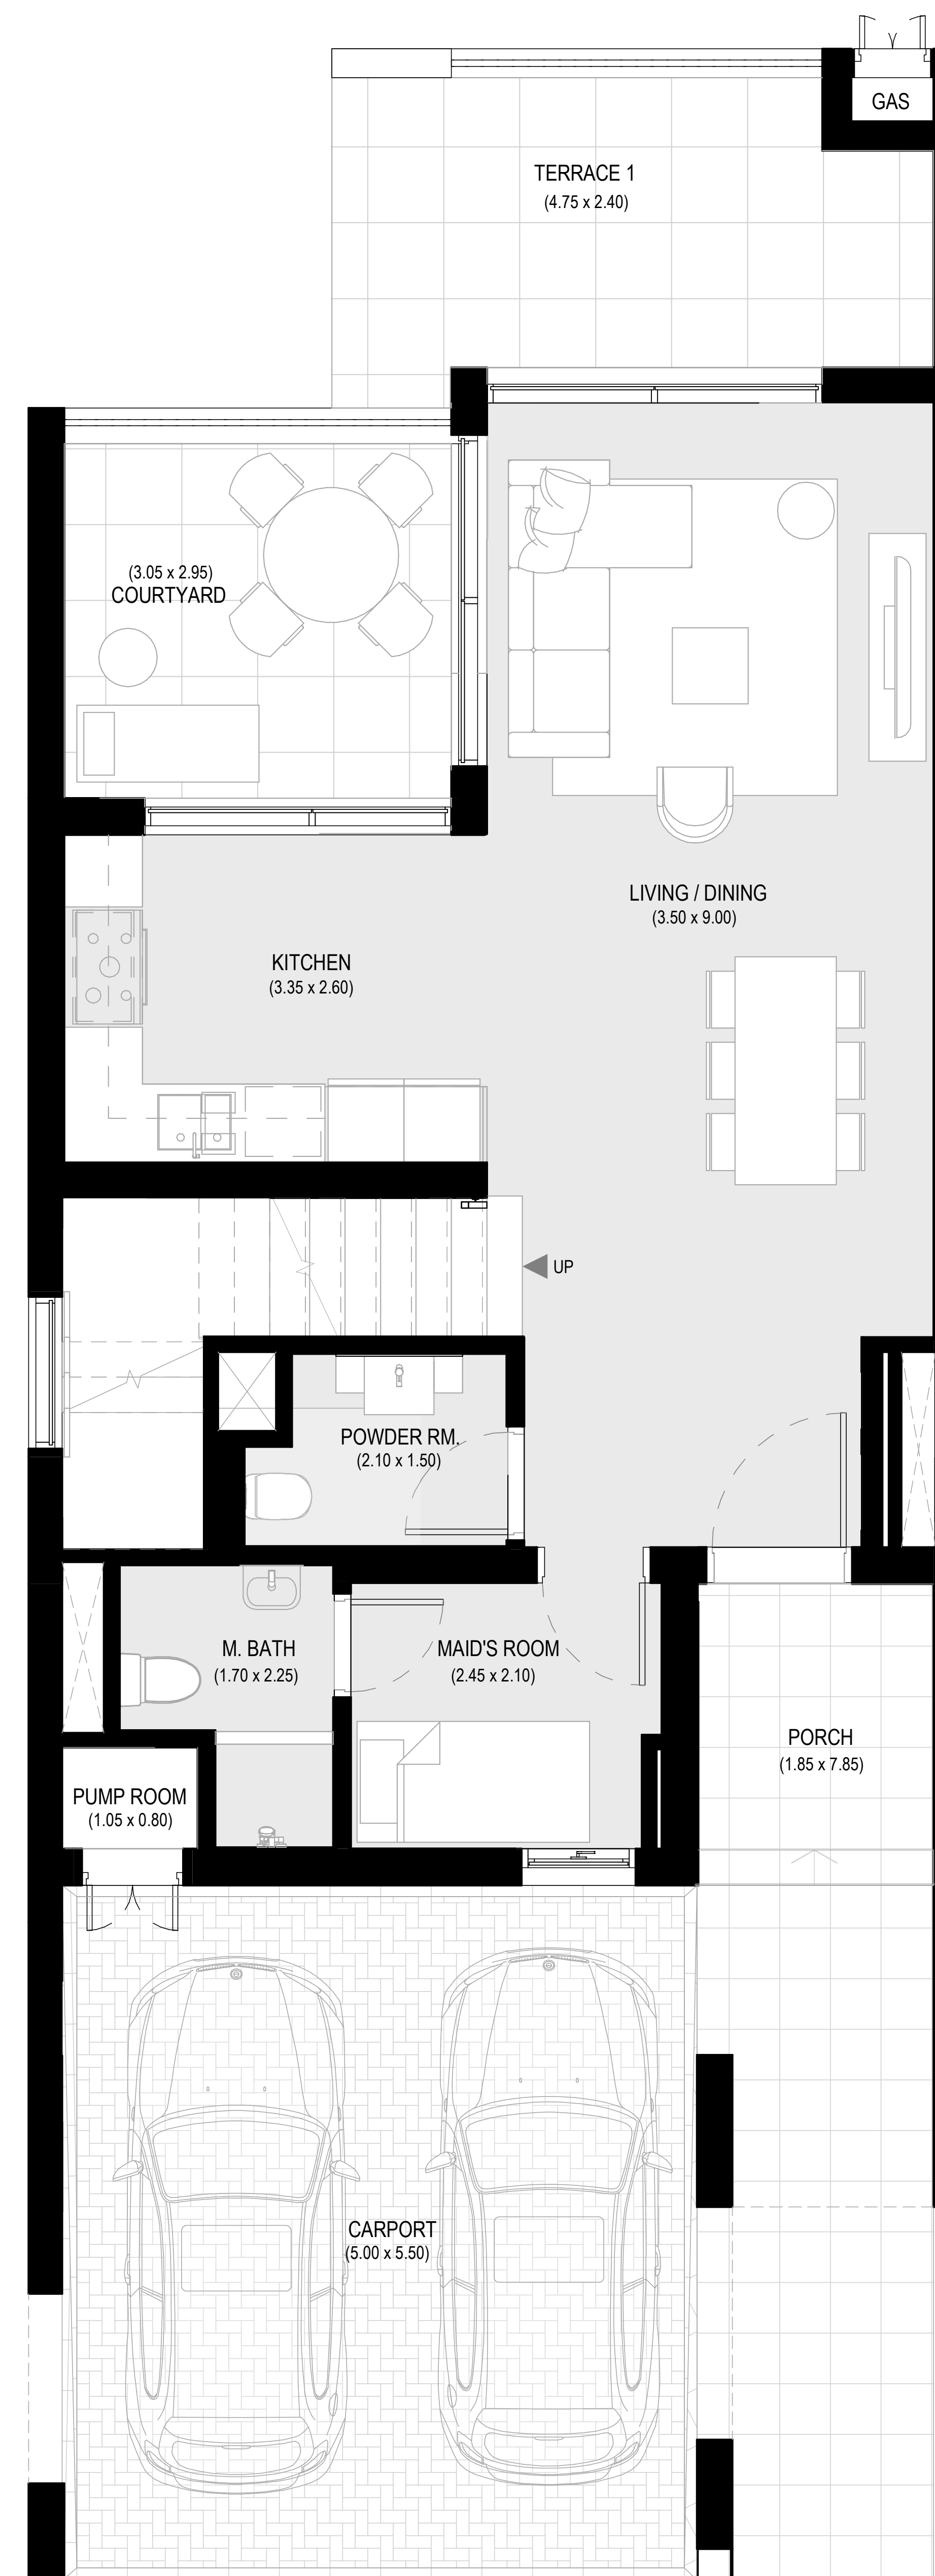 GAS
TERRACE 1
(4.75 x 2.40)
(3.05 x 2.95)
COURTYARD
LIVING / DINING
(3.50 x 9.00)
KITCHEN
(3.35 x 2.60)
UP
POWDER RM.
(2.10 x 1.50)
M. BATH
(1.70 x 2.25)
MAID'S ROOM
(2.45 x 2.10)
PORCH
(1.85 x 7.85)
PUMP ROOM
(1.05 x 0.80)
CARPORT
(5.00 x 5.50)